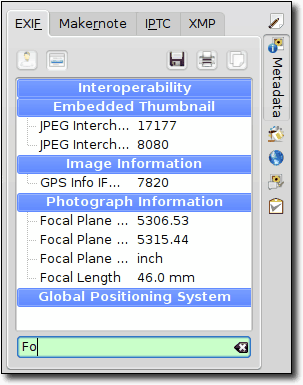 EXIF Makernote IPTC XMP
Interoperability
Embedded Thumbnail
JPEG Interch... 17177
JPEG Interch... 8080
Image Information
GPS Info IF... 7820
Photograph Information
Focal Plane ... 5306.53
Focal Plane ... 5315.44
Focal Plane ... inch
Focal Length 46.0 mm
Global Positioning System
Fo
Metadata